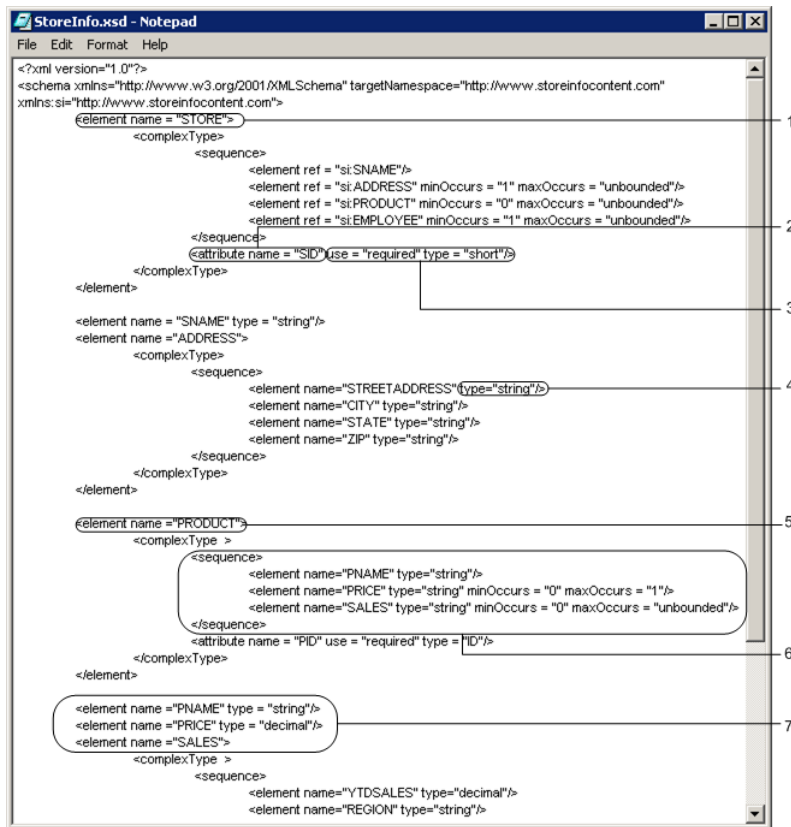 StoreInfo.xsd - Notepad
File Edit Format Help
<?xml version="1.0"?>
<schema xmlns="http://www.w3.org/2001/XMLSchema" targetNamespace="http://www.storeinfocontent.com"
xmlns:si="http://www.storeinfocontent.com">
<element name = "STORE">
1
<complexType>
<sequence>
<element ref = "si:SNAME"/>
<element ref = "si:ADDRESS" minOccurs = "1" maxOccurs = "unbounded"/>
<element ref = "si:PRODUCT" minOccurs = "0" maxOccurs = "unbounded"/>
<element ref = "si:EMPLOYEE" minOccurs = "1" maxOccurs = "unbounded"/>
2
</sequence>
<attribute name = "SID" use = "required" type = "short"/>
</complexType>
</element>
3
<element name = "SNAME" type = "string"/>
<element name ="ADDRESS">
<complexType>
<sequence>
<element name="STREETADDRESS" type="string"/>
4
<element name="CITY" type="string"/>
<element name="STATE" type="string"/>
<element name="ZIP" type="string"/>
</sequence>
</complexType>
</element>
<element name ="PRODUCT">
5
<complexType >
<sequence>
<element name="PNAME" type="string"/>
<element name="PRICE" type="string" minOccurs = "0" maxOccurs = "1"/>
<element name="SALES" type="string" minOccurs = "0" maxOccurs = "unbounded"/>
</sequence>
<attribute name = "PID" use = "required" type = "ID"/>
6
</complexType>
</element>
<element name ="PNAME" type = "string"/>
<element name ="PRICE" type = "decimal"/>
7
<element name ="SALES">
<complexType >
<sequence>
<element name="YTDSALES" type="decimal"/>
<element name="REGION" type="string"/>